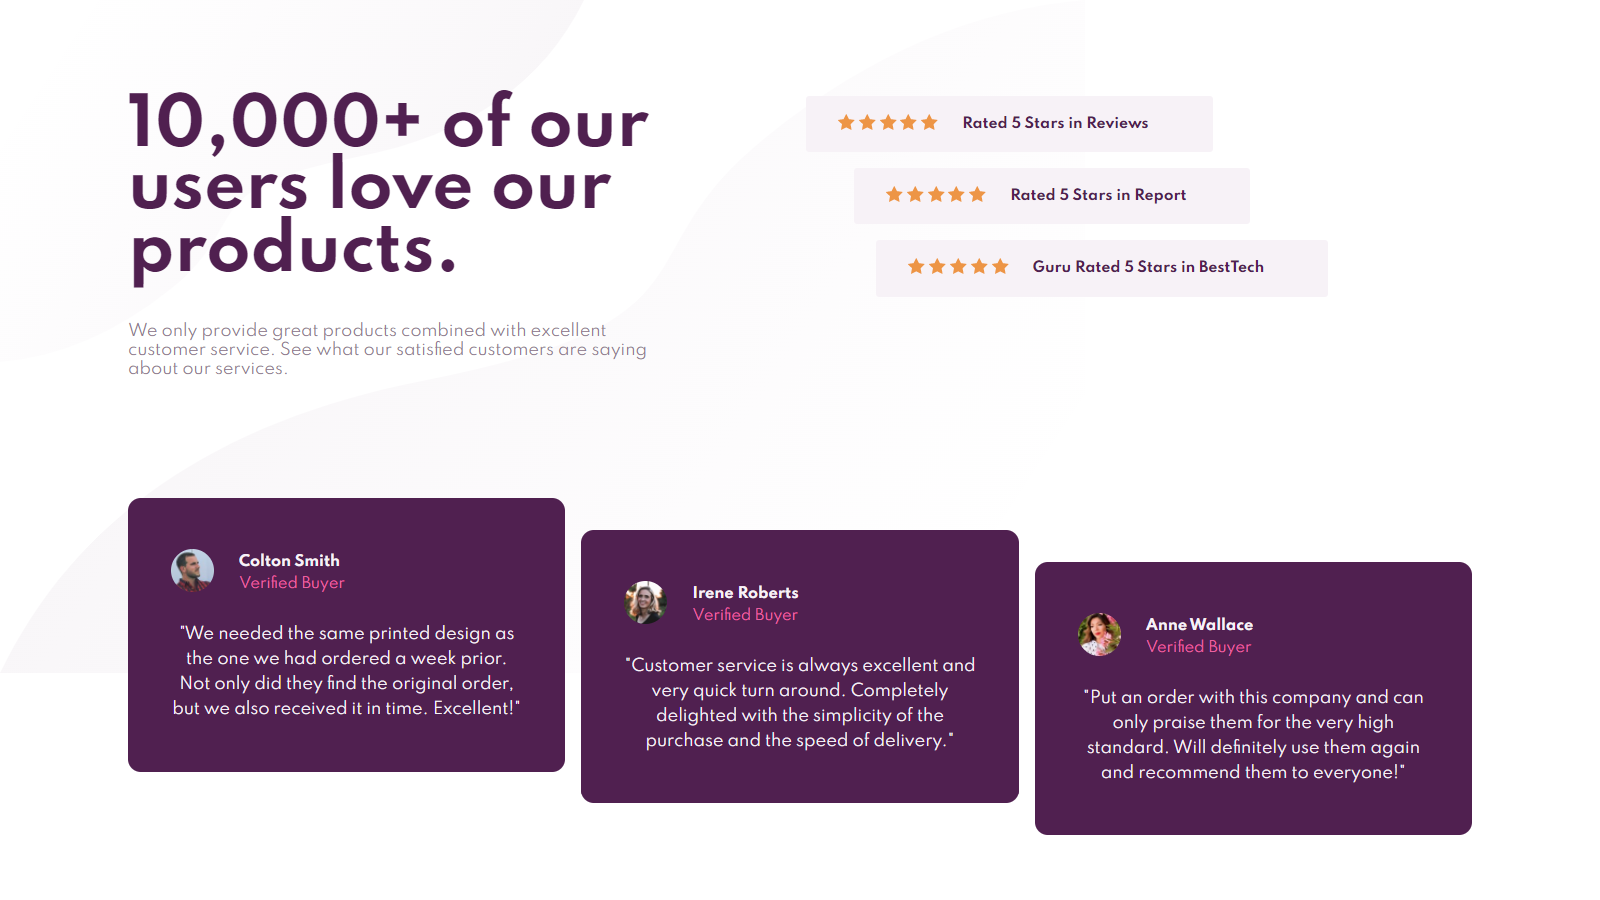 10,000+ of our
users love our
products.
We only provide great products combined with excellent
customer service. See what our satisfied customers are saying
about our services.
Rated 5 Stars in Reviews
Rated 5 Stars in Report
Guru Rated 5 Stars in BestTech
Colton Smith
Verified Buyer
"We needed the same printed design as
the one we had ordered a week prior.
Not only did they find the original order,
but we also received it in time. Excellent!"
Irene Roberts
Verified Buyer
"Customer service is always excellent and
very quick turn around. Completely
delighted with the simplicity of the
purchase and the speed of delivery."
Anne Wallace
Verified Buyer
"Put an order with this company and can
only praise them for the very high
standard. Will definitely use them again
and recommend them to everyone!"